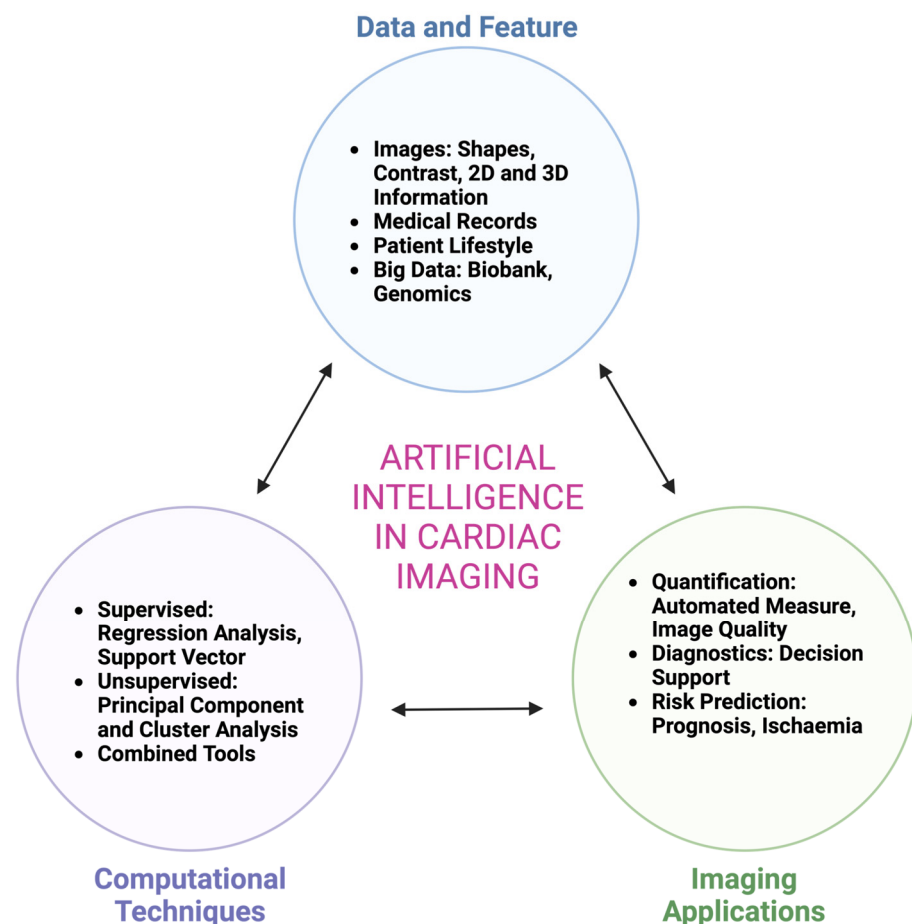 Data and Feature
• Images: Shapes,
Contrast, 2D and 3D
Information
• Medical Records
• Patient Lifestyle
• Big Data: Biobank,
Genomics
ARTIFICIAL
INTELLIGENCE
IN CARDIAC
IMAGING
• Supervised:
Regression Analysis,
Support Vector
• Unsupervised:
Principal Component
and Cluster Analysis
• Combined Tools
Computational
Techniques
• Quantification:
Automated Measure,
Image Quality
• Diagnostics: Decision
Support
• Risk Prediction:
Prognosis, Ischaemia
Imaging
Applications